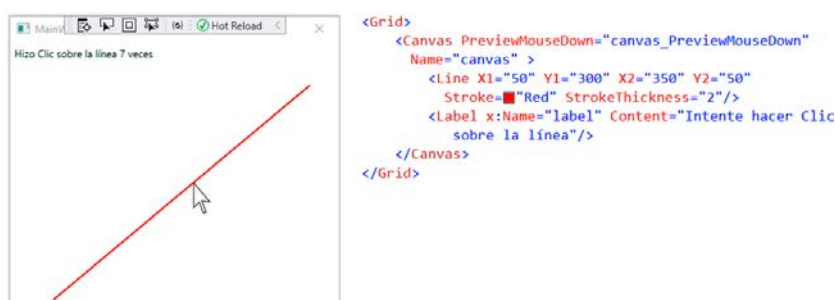 MainW
Hot Reload
Hizo Clic sobre la línea 7 veces
<Grid>
<Canvas PreviewMouseDown="canvas_PreviewMouseDown"
Name="canvas" >
<Line X1="50" Y1="300" X2="350" Y2="50"
Stroke="Red" StrokeThickness="2"/>
<Label x:Name="label" Content="Intente hacer Clic
sobre la línea"/>
</Canvas>
</Grid>